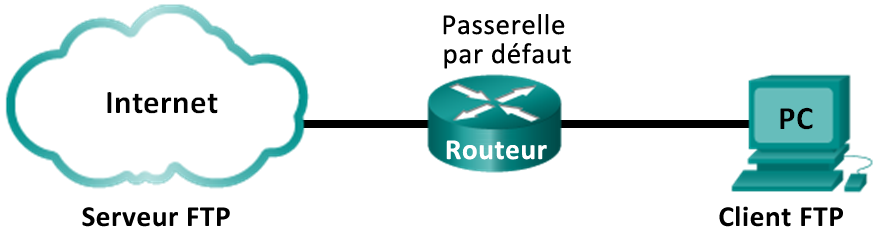 Passerelle
par défaut
Internet
Routeur
PC
Serveur FTP
Client FTP